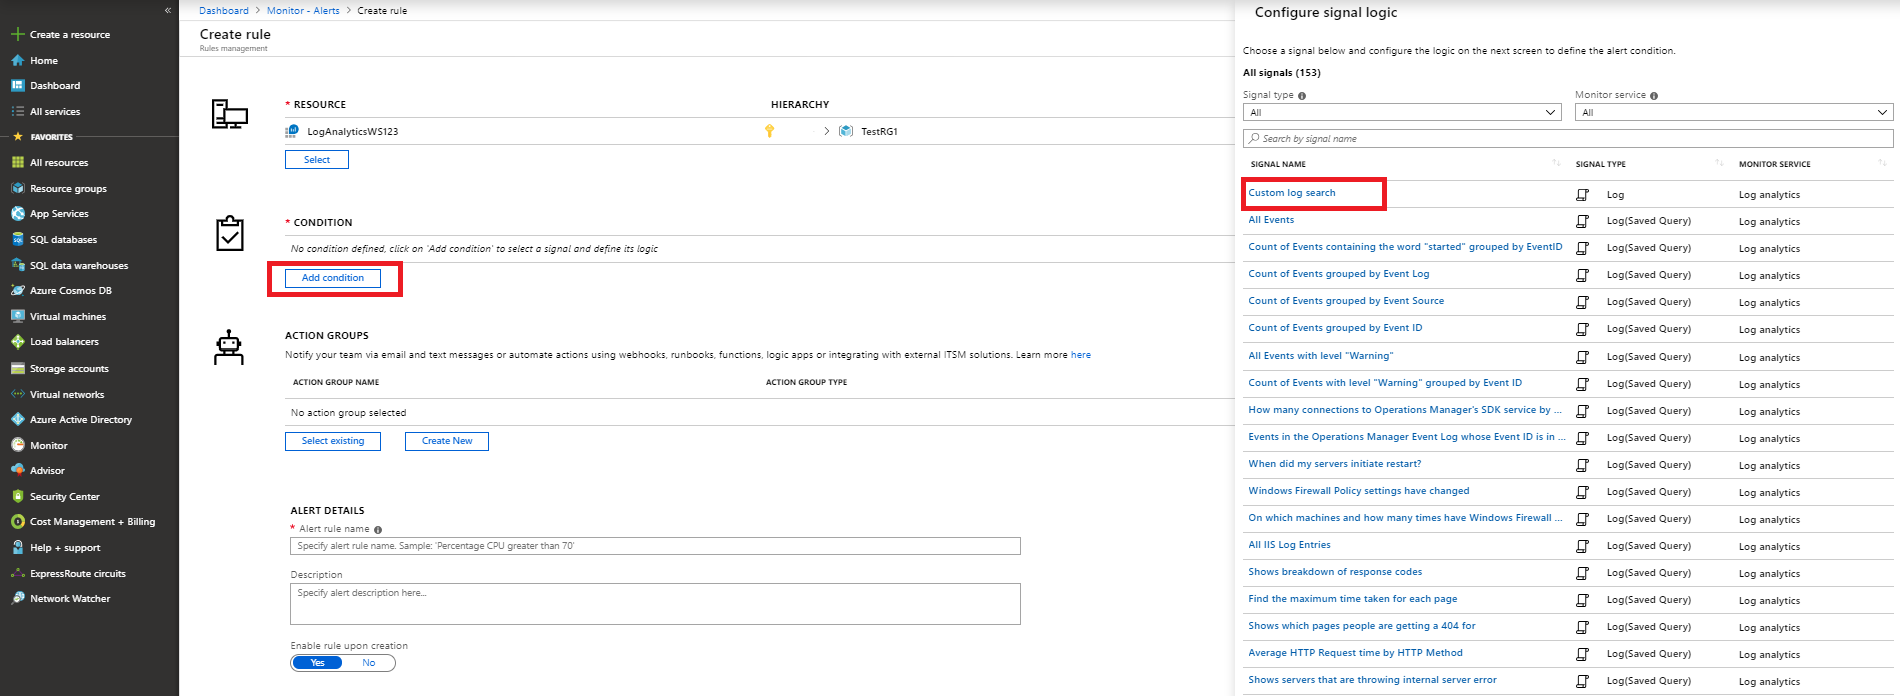 «
Create a resource
Home
Dashboard
All services
FAVORITES
All resources
Resource groups
App Services
SQL databases
SQL data warehouses
Azure Cosmos DB
Virtual machines
Load balancers
Storage accounts
Virtual networks
Azure Active Directory
Monitor
Advisor
Security Center
Cost Management + Billing
Help + support
ExpressRoute circuits
Network Watcher
Dashboard > Monitor - Alerts > Create rule
Create rule
Rules management
* RESOURCE HIERARCHY
LogAnalyticsWS123 > TestRG1
Select
* CONDITION
No condition defined, click on 'Add condition' to select a signal and define its logic
Add condition
ACTION GROUPS
Notify your team via email and text messages or automate actions using webhooks, runbooks, functions, logic apps or integrating with external ITSM solutions. Learn more here
ACTION GROUP NAME ACTION GROUP TYPE
No action group selected
Select existing Create New
ALERT DETAILS
* Alert rule name
Specify alert rule name. Sample: 'Percentage CPU greater than 70'
Description
Specify alert description here...
Enable rule upon creation
Yes No
Configure signal logic
Choose a signal below and configure the logic on the next screen to define the alert condition.
All signals (153)
Signal type Monitor service
All All
Search by signal name
SIGNAL NAME SIGNAL TYPE MONITOR SERVICE
Custom log search Log Log analytics
All Events Log(Saved Query) Log analytics
Count of Events containing the word "started" grouped by EventID Log(Saved Query) Log analytics
Count of Events grouped by Event Log Log(Saved Query) Log analytics
Count of Events grouped by Event Source Log(Saved Query) Log analytics
Count of Events grouped by Event ID Log(Saved Query) Log analytics
All Events with level "Warning" Log(Saved Query) Log analytics
Count of Events with level "Warning" grouped by Event ID Log(Saved Query) Log analytics
How many connections to Operations Manager's SDK service by ... Log(Saved Query) Log analytics
Events in the Operations Manager Event Log whose Event ID is in ... Log(Saved Query) Log analytics
When did my servers initiate restart? Log(Saved Query) Log analytics
Windows Firewall Policy settings have changed Log(Saved Query) Log analytics
On which machines and how many times have Windows Firewall ... Log(Saved Query) Log analytics
All IIS Log Entries Log(Saved Query) Log analytics
Shows breakdown of response codes Log(Saved Query) Log analytics
Find the maximum time taken for each page Log(Saved Query) Log analytics
Shows which pages people are getting a 404 for Log(Saved Query) Log analytics
Average HTTP Request time by HTTP Method Log(Saved Query) Log analytics
Shows servers that are throwing internal server error Log(Saved Query) Log analytics